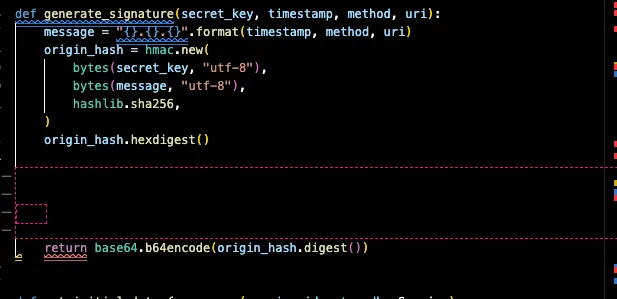 def generate_signature(secret_key, timestamp, method, uri):
    message = "{}.{}.{}".format(timestamp, method, uri)
    origin_hash = hmac.new(
        bytes(secret_key, "utf-8"),
        bytes(message, "utf-8"),
        hashlib.sha256,
    )
    origin_hash.hexdigest()
    return base64.b64encode(origin_hash.digest())